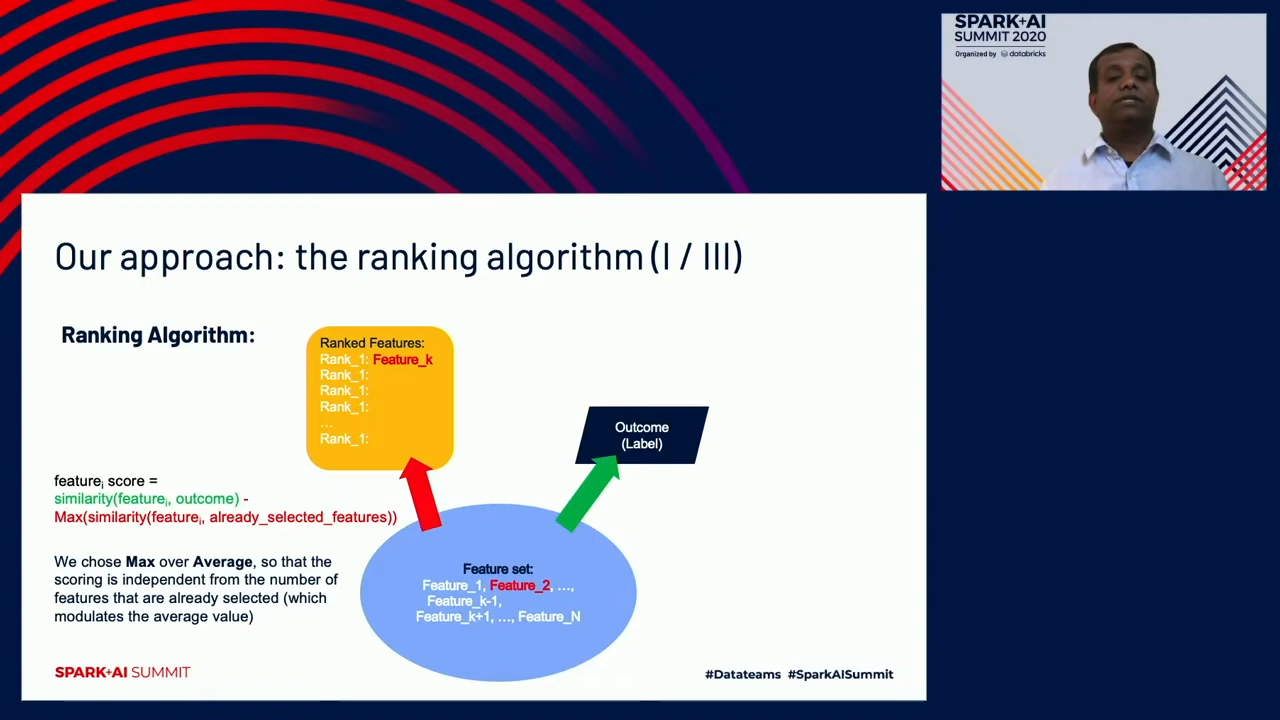 SPARK+AI
SUMMIT 2020
Organized by databricks
Our approach: the ranking algorithm (I / III)
Ranking Algorithm:
Ranked Features:
Rank_1: Feature_k
Rank_1:
Rank_1:
Rank_1:
...
Rank_1:
Outcome
(Label)
featureᵢ score =
similarity(featureᵢ, outcome) -
Max(similarity(featureᵢ, already_selected_features))
We chose Max over Average, so that the
scoring is independent from the number of
features that are already selected (which
modulates the average value)
Feature set:
Feature_1, Feature_2, ...,
Feature_k-1,
Feature_k+1, ..., Feature_N
SPARK+AI SUMMIT
#Datateams #SparkAISummit